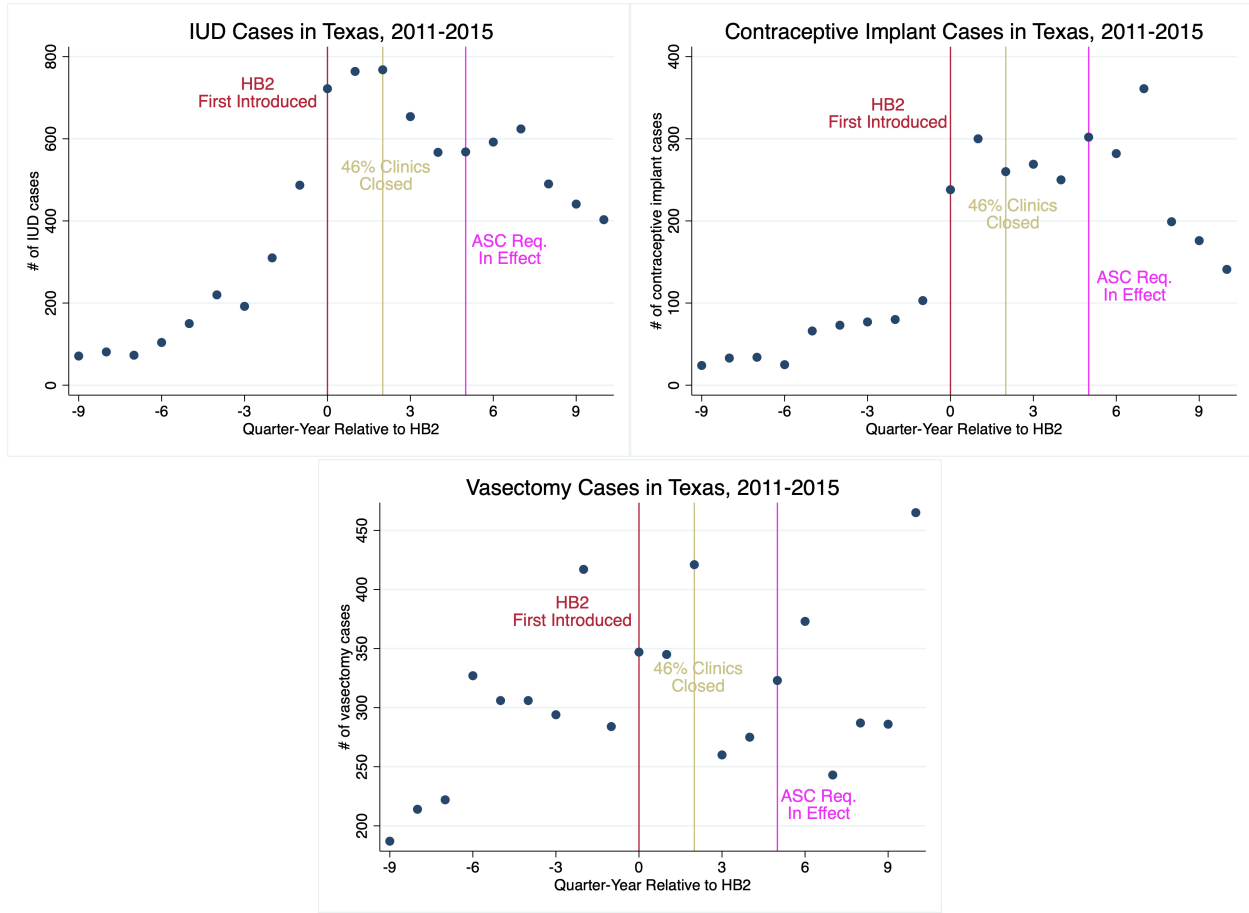 IUD Cases in Texas, 2011-2015
800
600
400
200
0
# of IUD cases
HB2
First Introduced
46% Clinics
Closed
ASC Req.
In Effect
-9 -6 -3 0 3 6 9
Quarter-Year Relative to HB2
Contraceptive Implant Cases in Texas, 2011-2015
400
300
200
100
0
# of contraceptive implant cases
HB2
First Introduced
46% Clinics
Closed
ASC Req.
In Effect
-9 -6 -3 0 3 6 9
Quarter-Year Relative to HB2
Vasectomy Cases in Texas, 2011-2015
450
400
350
300
250
200
# of vasectomy cases
HB2
First Introduced
46% Clinics
Closed
ASC Req.
In Effect
-9 -6 -3 0 3 6 9
Quarter-Year Relative to HB2